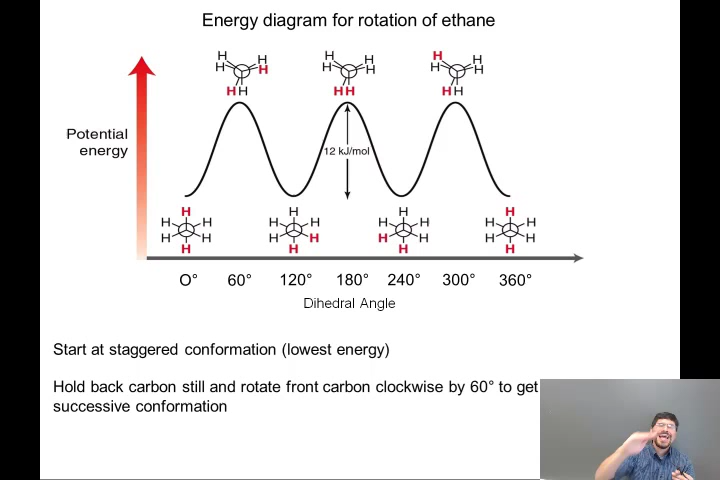 Energy diagram for rotation of ethane
H H H H H H
H H H H H H
H H H H H H
Potential
energy
12 kJ/mol
H H H H
H H H H H H H H
H H H H H H H H
H H H H
O° 60° 120° 180° 240° 300° 360°
Dihedral Angle
Start at staggered conformation (lowest energy)
Hold back carbon still and rotate front carbon clockwise by 60° to get
successive conformation